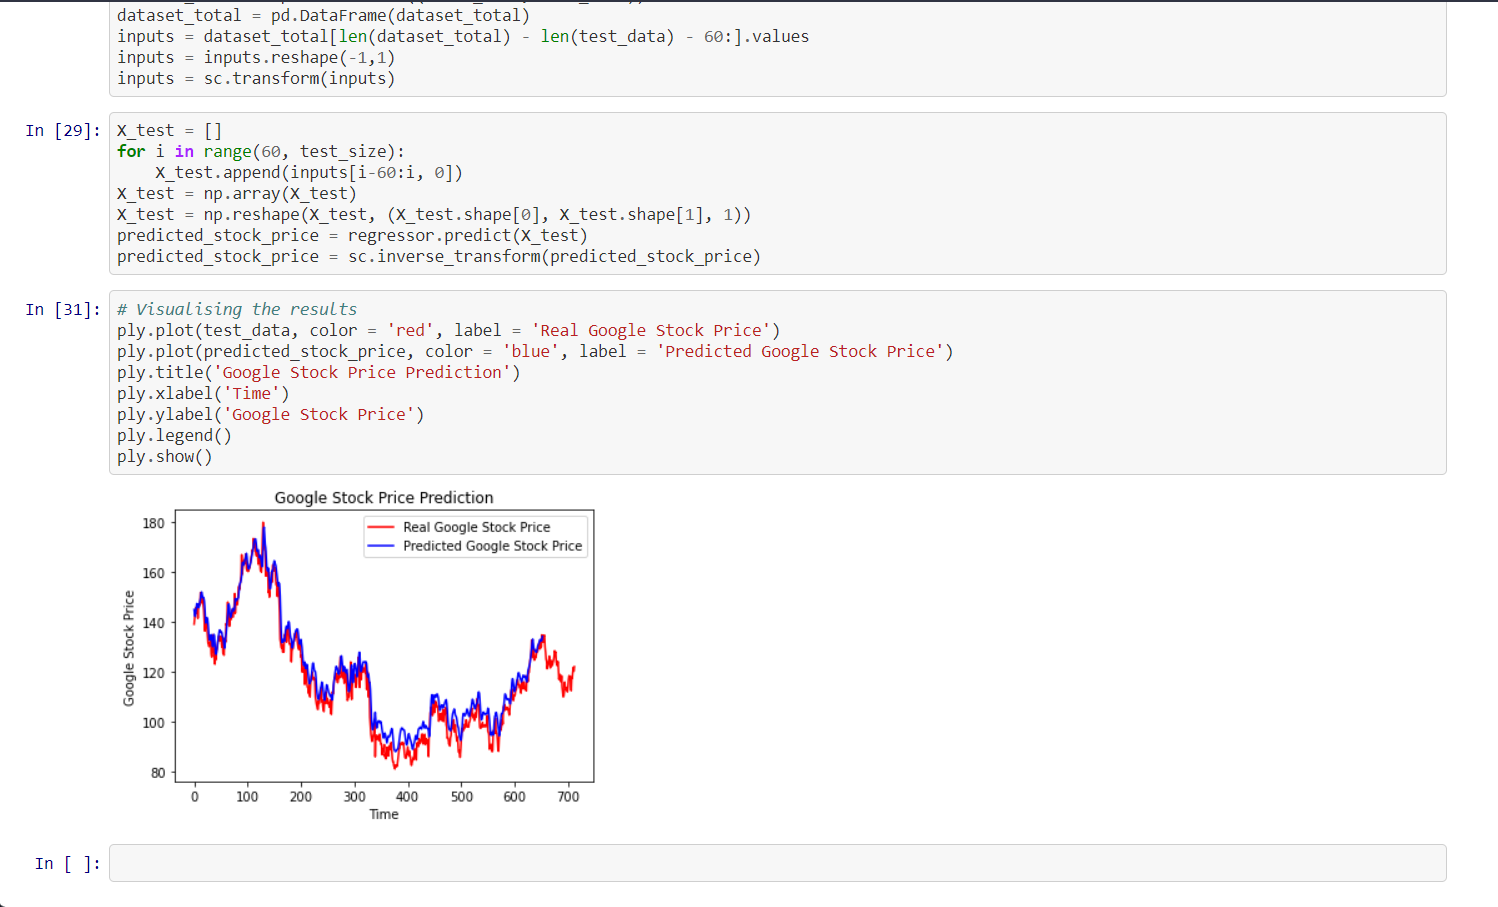 dataset_total = pd.DataFrame(dataset_total)
inputs = dataset_total[len(dataset_total) - len(test_data) - 60:].values
inputs = inputs.reshape(-1,1)
inputs = sc.transform(inputs)
In [29]:
X_test = []
for i in range(60, test_size):
    X_test.append(inputs[i-60:i, 0])
X_test = np.array(X_test)
X_test = np.reshape(X_test, (X_test.shape[0], X_test.shape[1], 1))
predicted_stock_price = regressor.predict(X_test)
predicted_stock_price = sc.inverse_transform(predicted_stock_price)
In [31]:
# Visualising the results
ply.plot(test_data, color = 'red', label = 'Real Google Stock Price')
ply.plot(predicted_stock_price, color = 'blue', label = 'Predicted Google Stock Price')
ply.title('Google Stock Price Prediction')
ply.xlabel('Time')
ply.ylabel('Google Stock Price')
ply.legend()
ply.show()
Google Stock Price Prediction
Real Google Stock Price
Predicted Google Stock Price
180
160
140
120
100
80
Google Stock Price
0 100 200 300 400 500 600 700
Time
In [ ]: